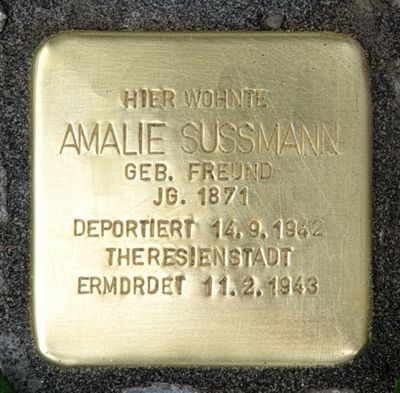 HIER WOHNTE
AMALIE SUSSMANN
GEB. FREUND
JG. 1871
DEPORTIERT 14.9.1942
THERESIENSTADT
ERMORDET 11.2.1943